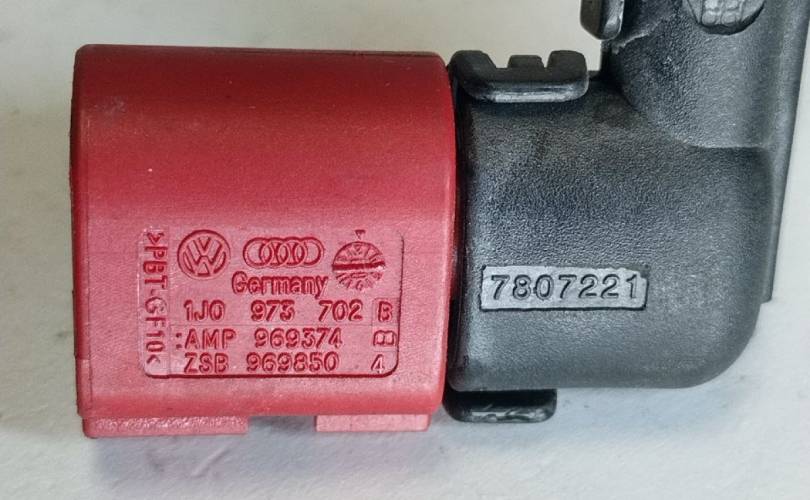 >PBT-GF10<
Germany
1J0 973 702 B
:AMP 969374 B
ZSB 969850 4
7807221